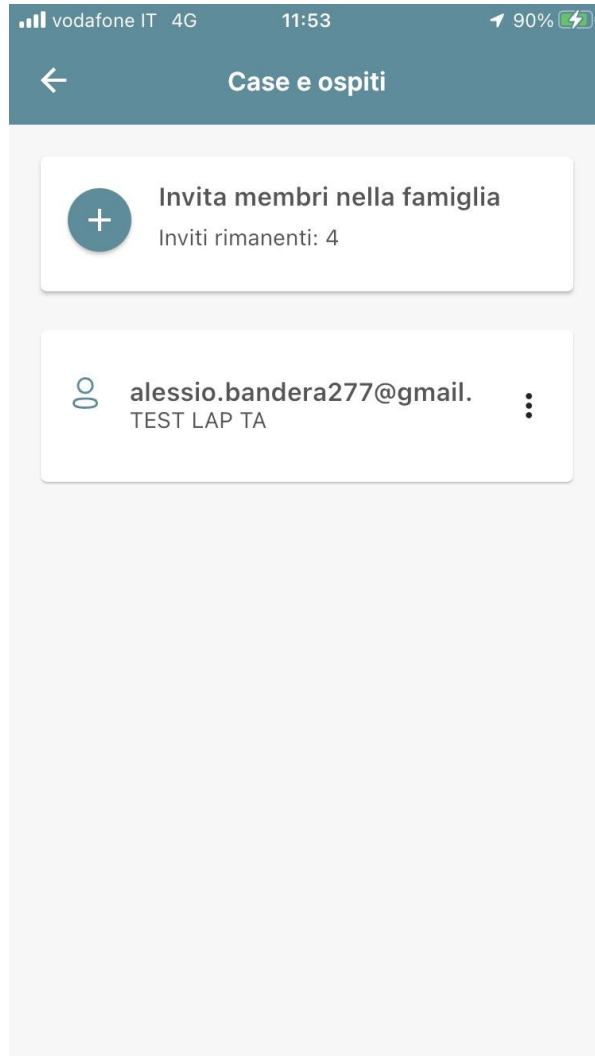 vodafone IT 4G 11:53 90%
Case e ospiti
Invita membri nella famiglia
Inviti rimanenti: 4
alessio.bandera277@gmail.
TEST LAP TA